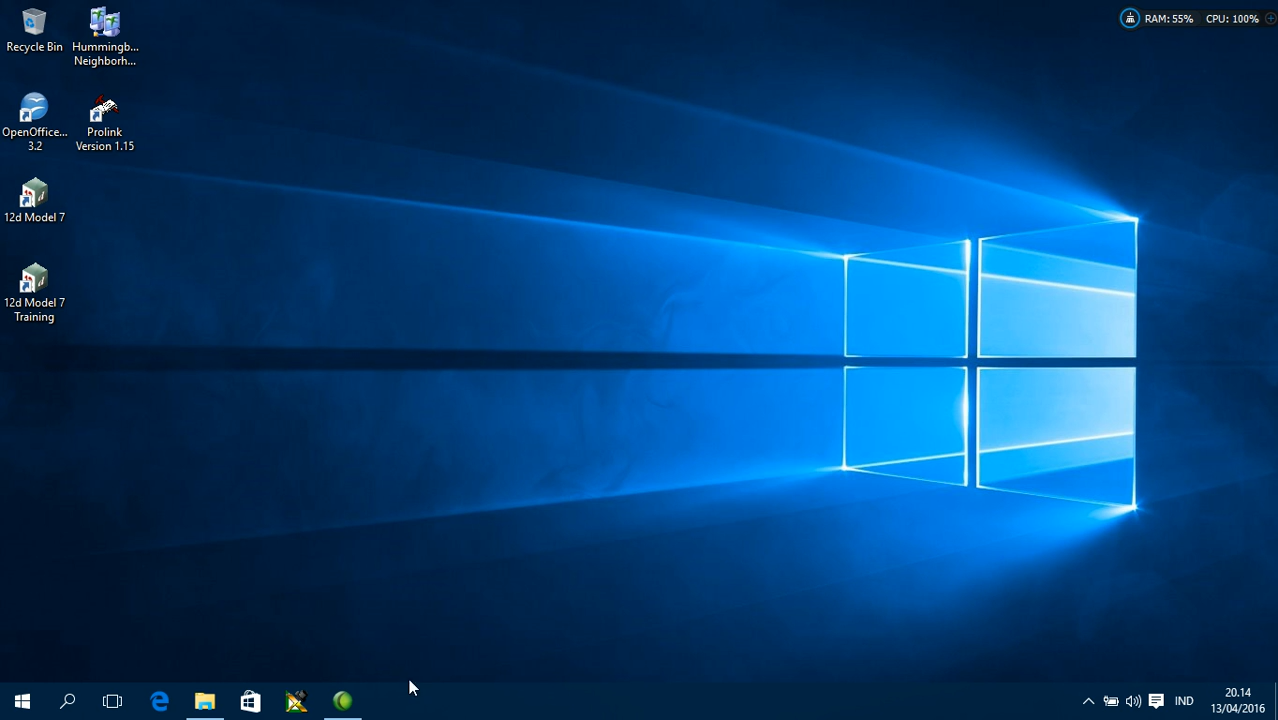 RAM: 55% CPU: 100%
Recycle Bin
Hummingb...
Neighborh...
OpenOffice...
3.2
Prolink
Version 1.15
12d Model 7
12d Model 7
Training
IND
20.14
13/04/2016